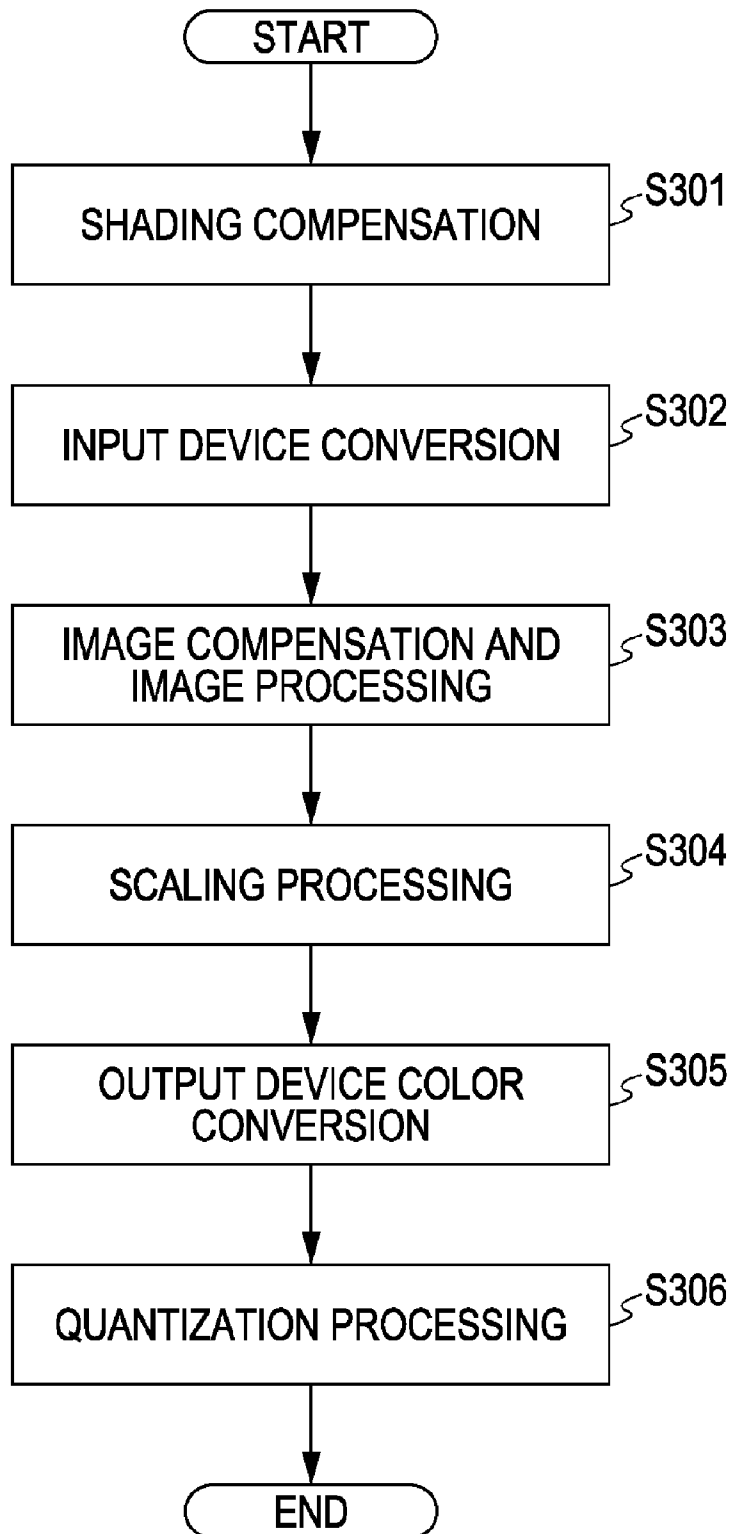 START
SHADING COMPENSATION
S301
INPUT DEVICE CONVERSION
S302
IMAGE COMPENSATION AND
IMAGE PROCESSING
S303
SCALING PROCESSING
S304
OUTPUT DEVICE COLOR
CONVERSION
S305
QUANTIZATION PROCESSING
S306
END